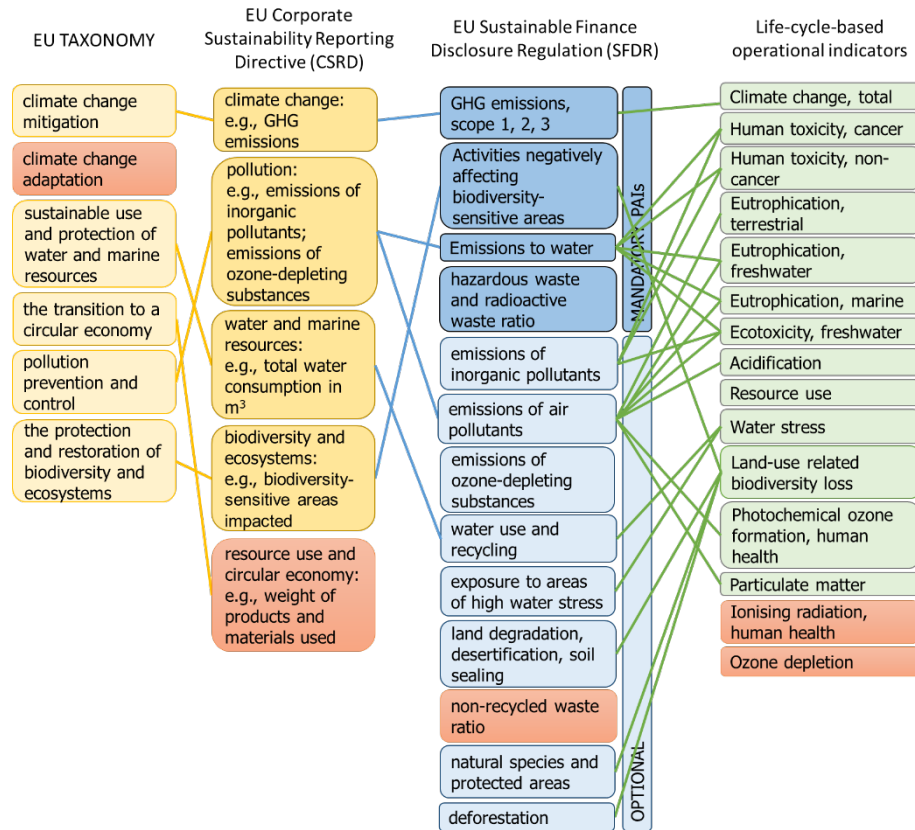 EU TAXONOMY
climate change
mitigation
climate change
adaptation
sustainable use
and protection of
water and marine
resources
the transition to a
circular economy
pollution
prevention and
control
the protection
and restoration of
biodiversity and
ecosystems
EU Corporate
Sustainability Reporting
Directive (CSRD)
climate change:
e.g., GHG
emissions
pollution:
e.g., emissions of
inorganic
pollutants;
emissions of
ozone-depleting
substances
water and marine
resources:
e.g., total water
consumption in
m³
biodiversity and
ecosystems:
e.g., biodiversity-
sensitive areas
impacted
resource use and
circular economy:
e.g., weight of
products and
materials used
EU Sustainable Finance
Disclosure Regulation (SFDR)
GHG emissions,
scope 1, 2, 3
Activities negatively
affecting
biodiversity-
sensitive areas
Emissions to water
hazardous waste
and radioactive
waste ratio
emissions of
inorganic pollutants
emissions of air
pollutants
emissions of
ozone-depleting
substances
water use and
recycling
exposure to areas
of high water stress
land degradation,
desertification, soil
sealing
non-recycled waste
ratio
natural species and
protected areas
deforestation
MANDATORY PAIs
OPTIONAL
Life-cycle-based
operational indicators
Climate change, total
Human toxicity, cancer
Human toxicity, non-
cancer
Eutrophication,
terrestrial
Eutrophication,
freshwater
Eutrophication, marine
Ecotoxicity, freshwater
Acidification
Resource use
Water stress
Land-use related
biodiversity loss
Photochemical ozone
formation, human
health
Particulate matter
Ionising radiation,
human health
Ozone depletion